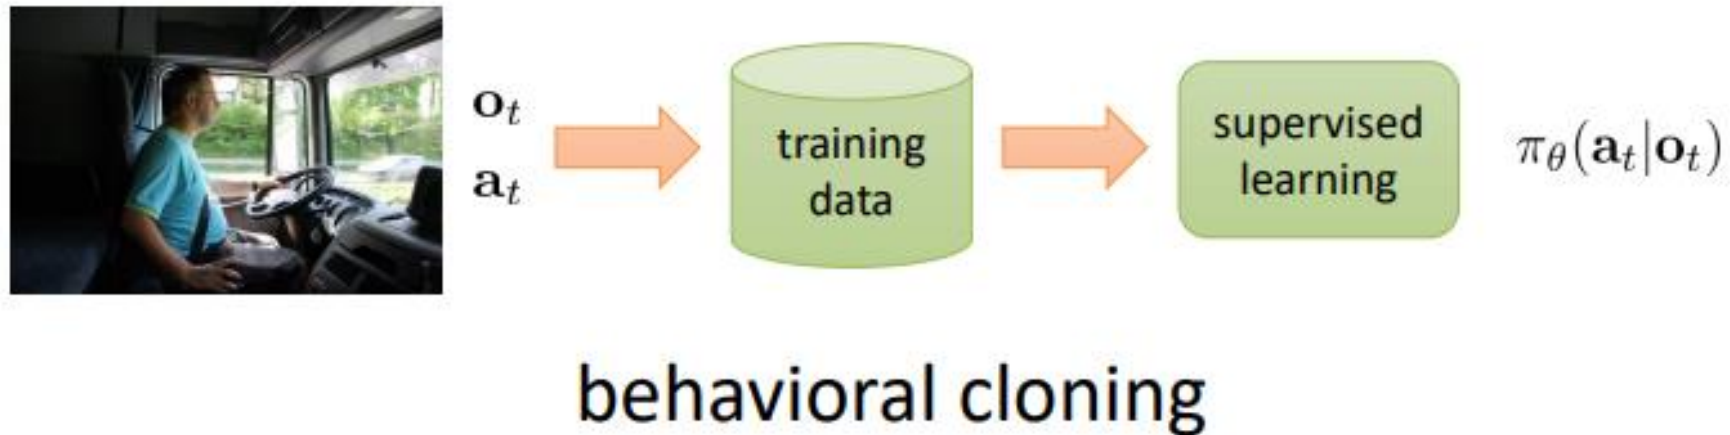 o_t
a_t
training
data
supervised
learning
π_θ(a_t|o_t)
behavioral cloning